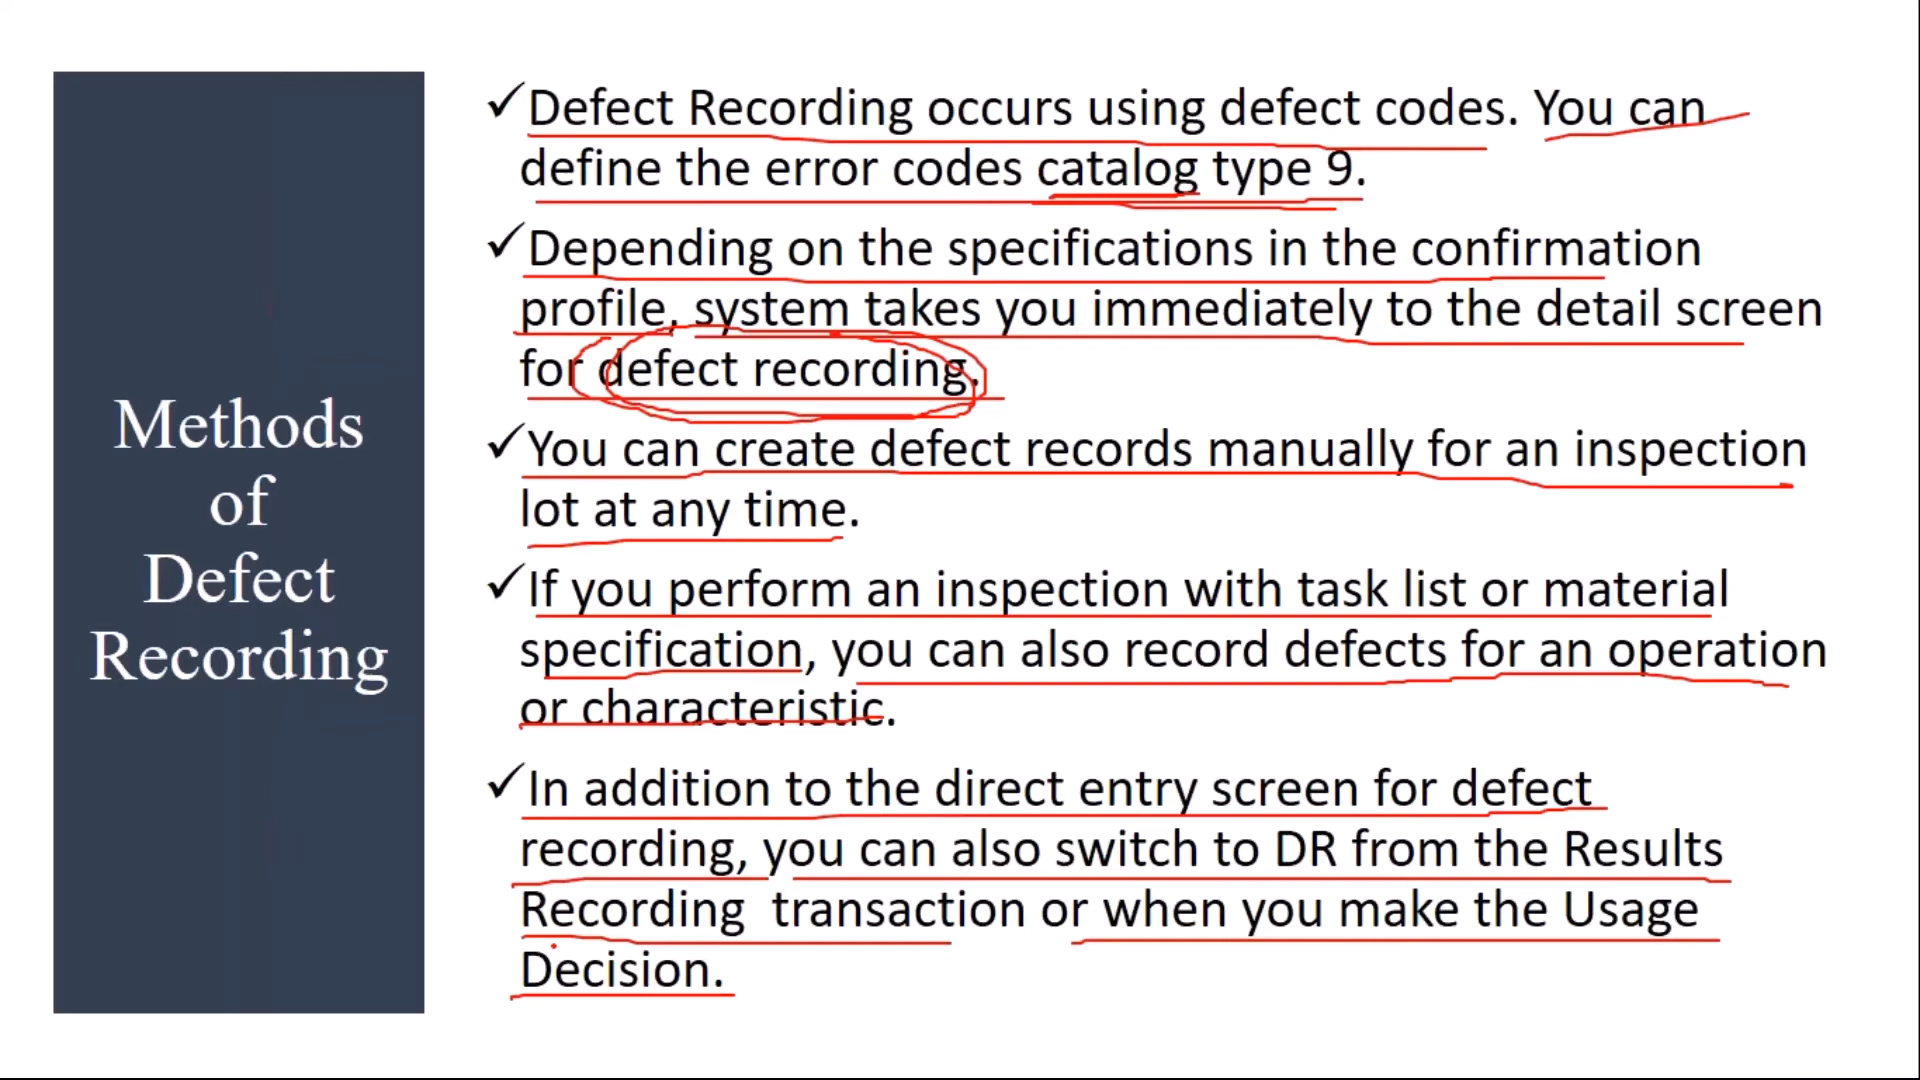 Methods
of
Defect
Recording
✓Defect Recording occurs using defect codes. You can
define the error codes catalog type 9.
✓Depending on the specifications in the confirmation
profile, system takes you immediately to the detail screen
for defect recording.
✓You can create defect records manually for an inspection
lot at any time.
✓If you perform an inspection with task list or material
specification, you can also record defects for an operation
or characteristic.
✓In addition to the direct entry screen for defect
recording, you can also switch to DR from the Results
Recording  transaction or when you make the Usage
Decision.